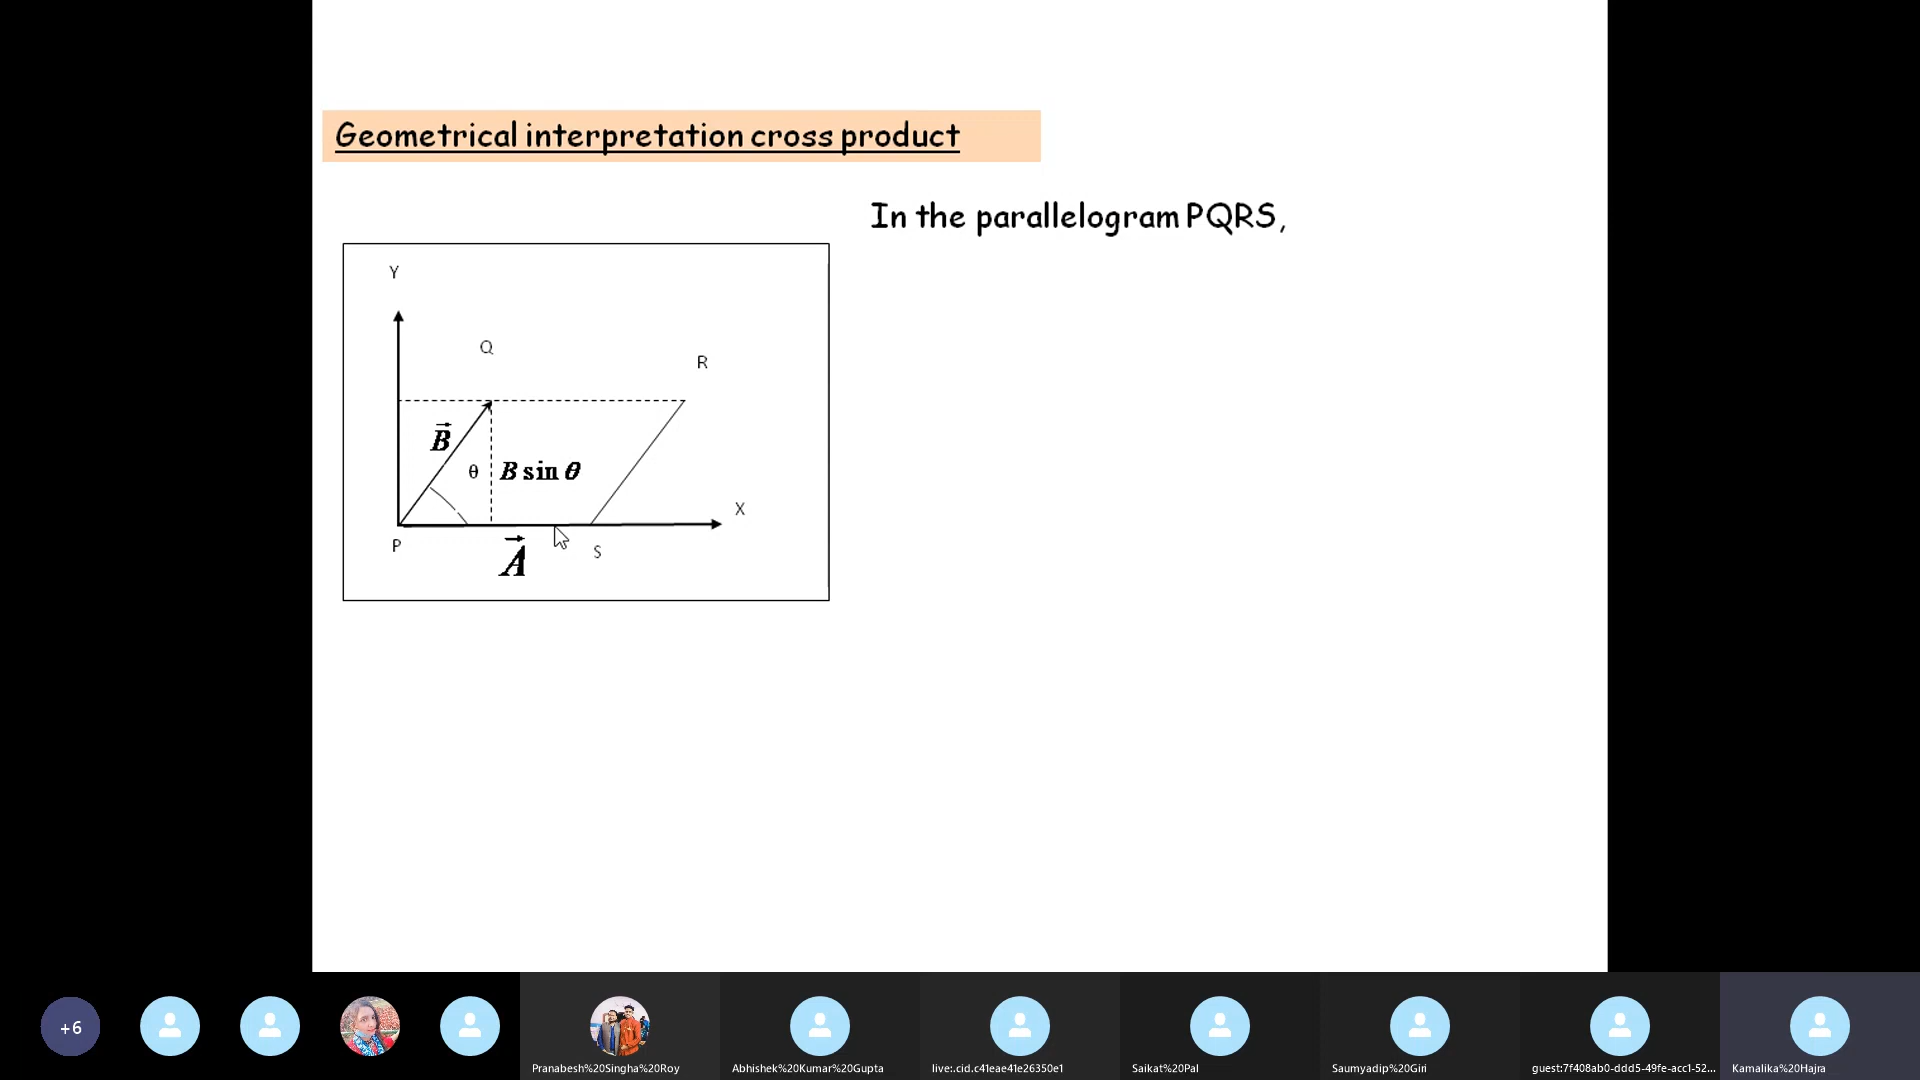 Geometrical interpretation cross product
In the parallelogram PQRS,
Y
Q
R
B
θ
B sin θ
X
P
A
S
+6
Pranabesh%20Singha%20Roy
Abhishek%20Kumar%20Gupta
live:.cid.c41eae41e26350e1
Saikat%20Pal
Saumyadip%20Giri
guest:7f408ab0-ddd5-49fe-acc1-52...
Kamalika%20Hajra